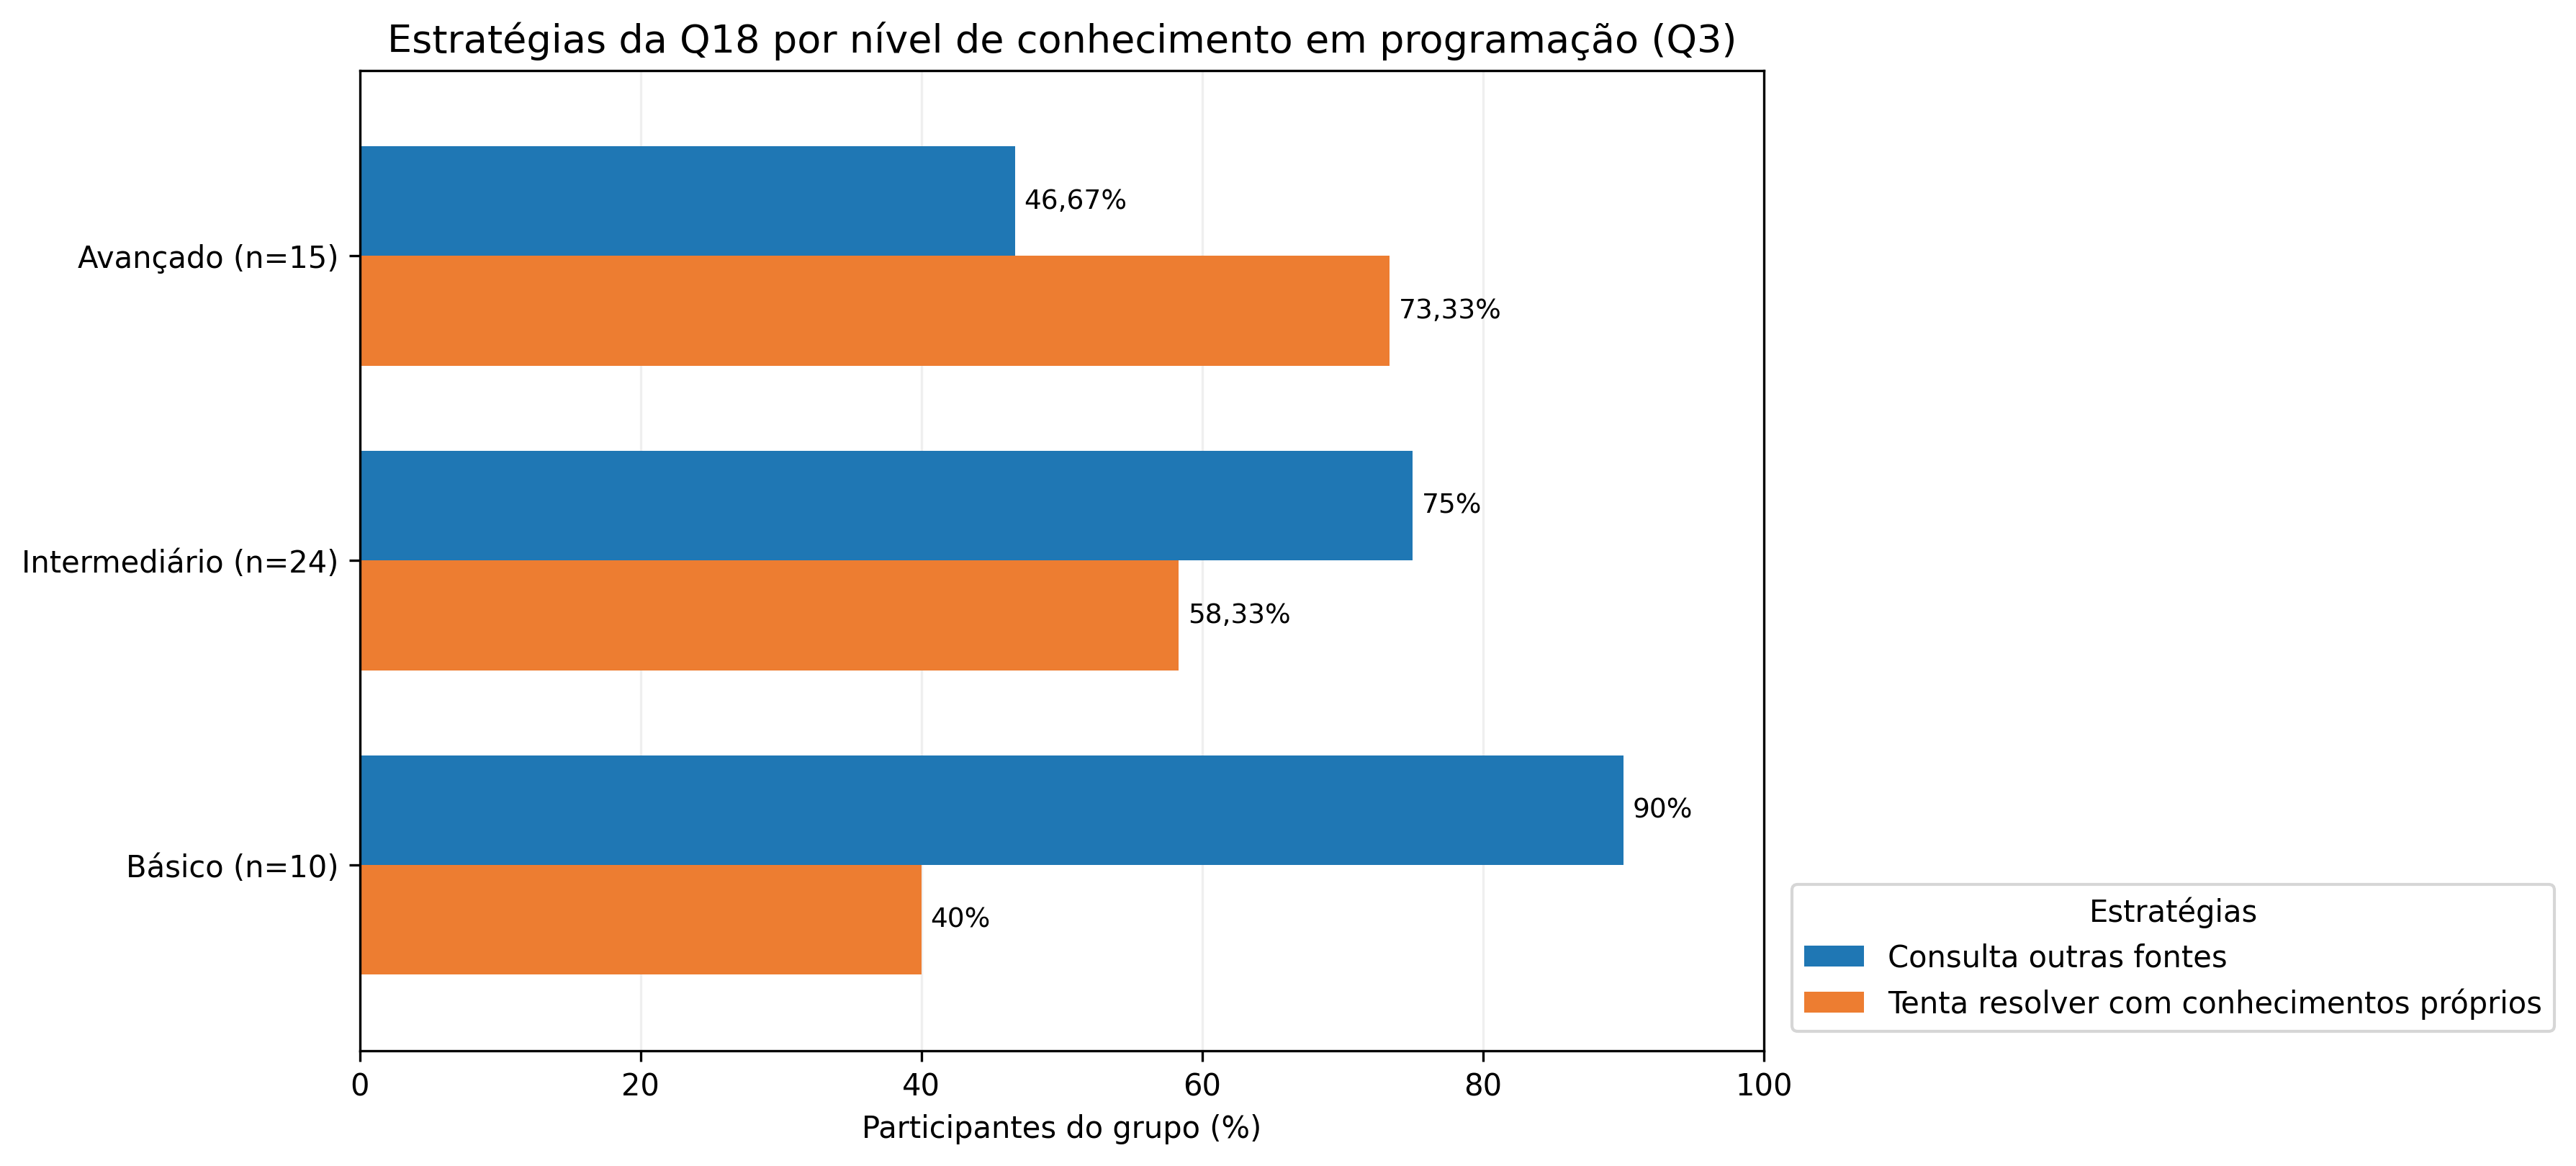 Estratégias da Q18 por nível de conhecimento em programação (Q3)
Avançado (n=15)
46,67%
73,33%
Intermediário (n=24)
75%
58,33%
Básico (n=10)
90%
40%
Estratégias
Consulta outras fontes
Tenta resolver com conhecimentos próprios
0 20 40 60 80 100
Participantes do grupo (%)